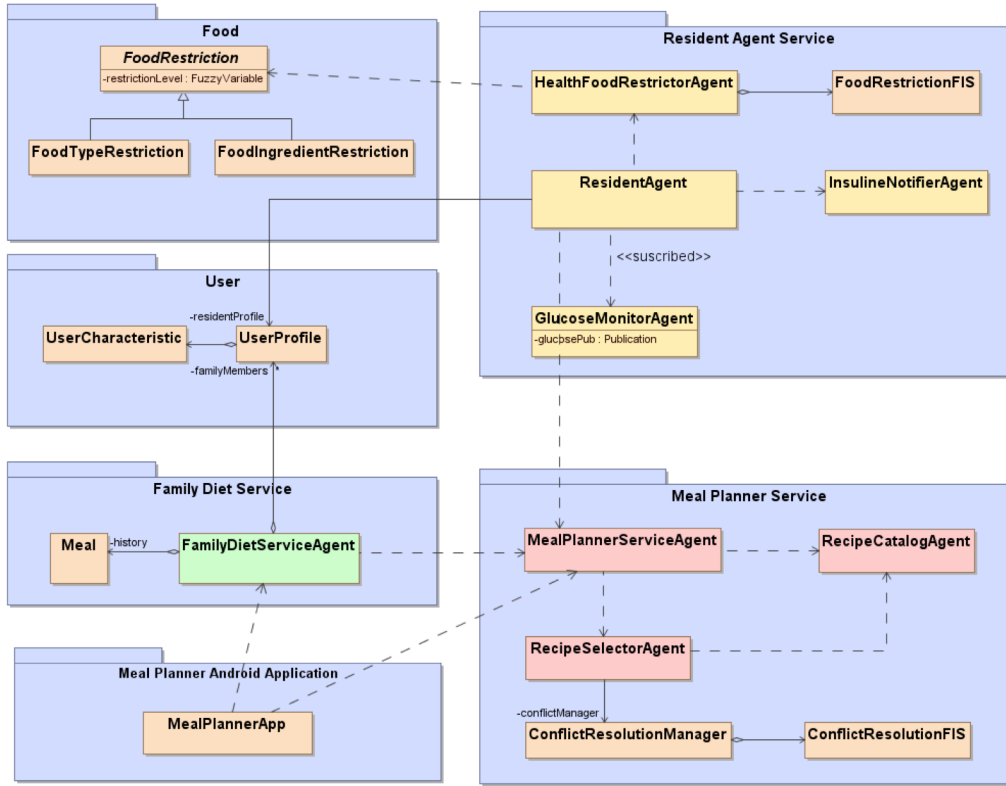 Food
FoodRestriction
-restrictionLevel : FuzzyVariable
FoodTypeRestriction
FoodIngredientRestriction
Resident Agent Service
HealthFoodRestrictorAgent
FoodRestrictionFIS
ResidentAgent
InsulineNotifierAgent
<<suscribed>>
GlucoseMonitorAgent
-glucosePub : Publication
User
-residentProfile
UserCharacteristic
UserProfile
-familyMembers
*
Family Diet Service
Meal
-history
FamilyDietServiceAgent
Meal Planner Service
MealPlannerServiceAgent
RecipeCatalogAgent
RecipeSelectorAgent
-conflictManager
ConflictResolutionManager
ConflictResolutionFIS
Meal Planner Android Application
MealPlannerApp